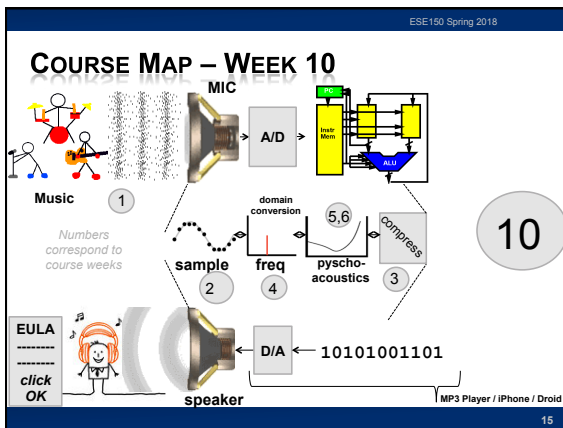 ESE150 Spring 2018
COURSE MAP – WEEK 10
MIC
PC
Instr
Mem
ALU
A/D
Music
1
Numbers
correspond to
course weeks
domain
conversion
5,6
10
compress
sample
freq
pyscho-
acoustics
2
4
3
EULA
--------
--------
click
OK
D/A
10101001101
speaker
MP3 Player / iPhone / Droid
15